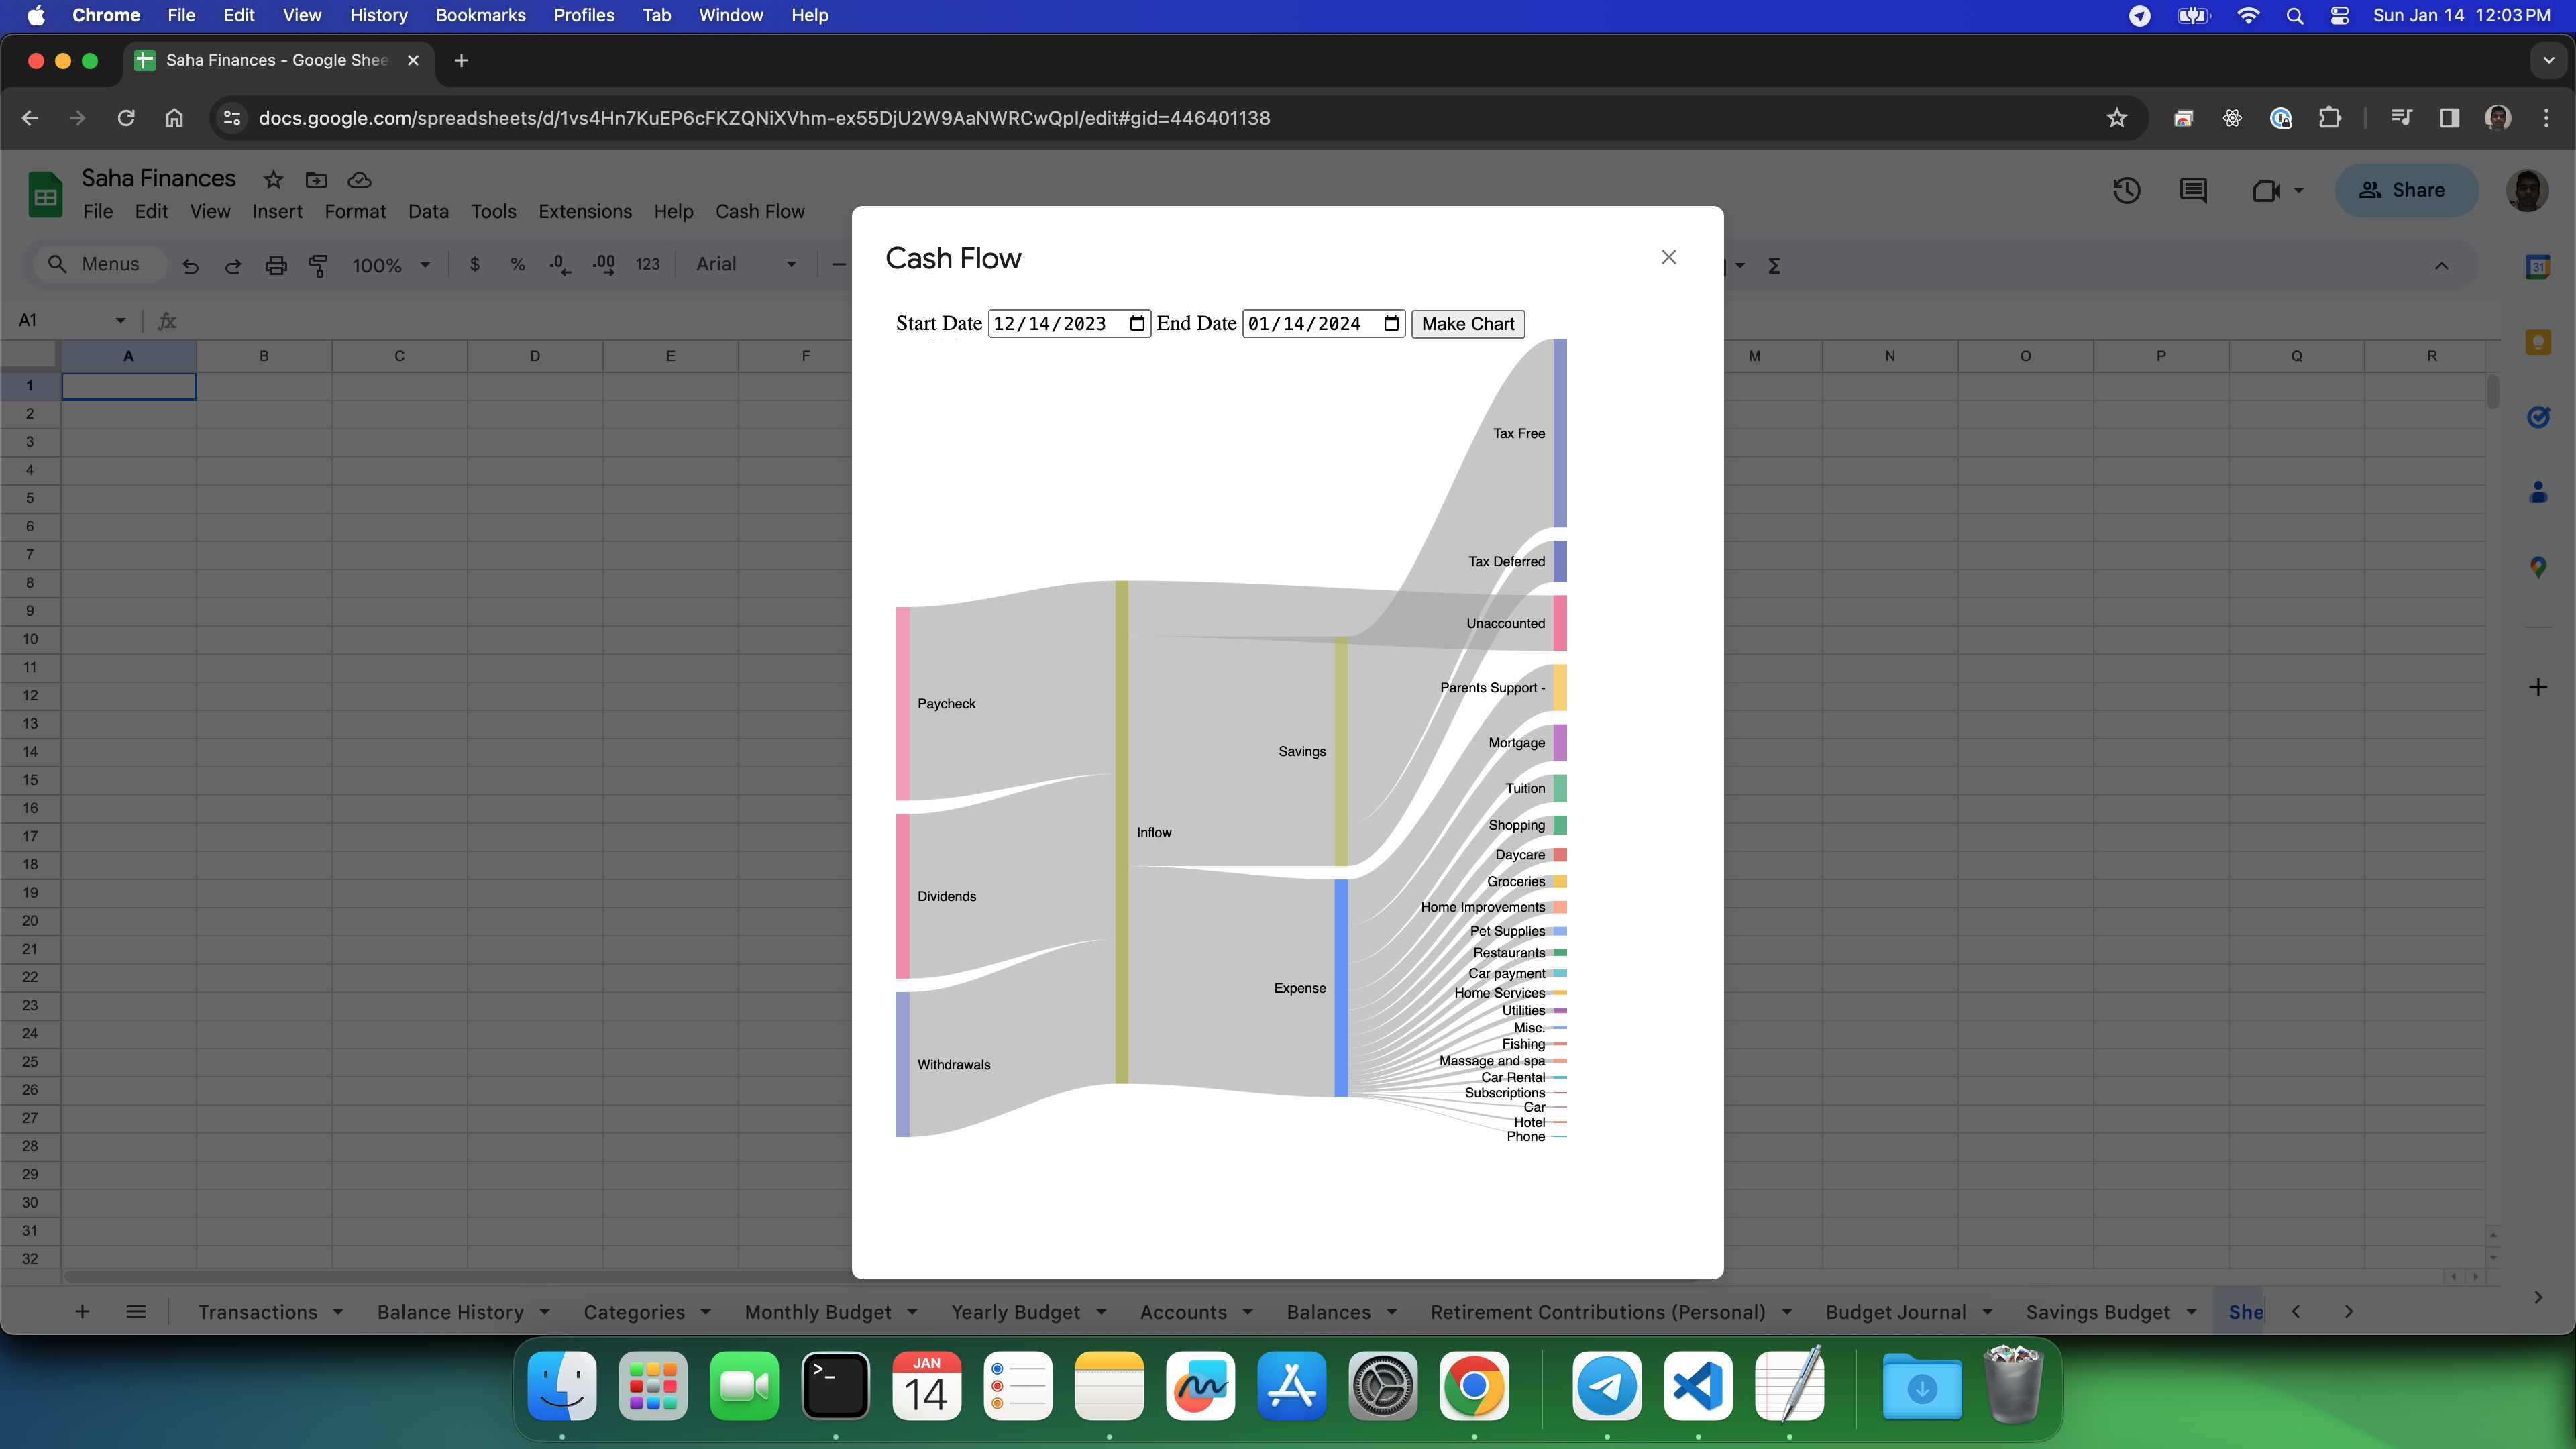 Chrome File Edit View History Bookmarks Profiles Tab Window Help Sun Jan 14 12:03 PM
Saha Finances - Google Shee
docs.google.com/spreadsheets/d/1vs4Hn7KuEP6cFKZQNiXVhm-ex55DjU2W9AaNWRCwQpI/edit#gid=446401138
Saha Finances
Share
File Edit View Insert Format Data Tools Extensions Help Cash Flow
Menus 100% $ % .0 .00 123 Arial
31
A1 fx
A B C D E F M N O P Q R
1
2
3
4
5
6
7
8
9
10
11
12
13
14
15
16
17
18
19
20
21
22
23
24
25
26
27
28
29
30
31
32
Cash Flow
Start Date 12/14/2023 End Date 01/14/2024 Make Chart
Tax Free
Tax Deferred
Unaccounted
Parents Support -
Paycheck
Mortgage
Savings
Tuition
Shopping
Inflow
Daycare
Groceries
Dividends
Home Improvements
Pet Supplies
Restaurants
Car payment
Expense
Home Services
Utilities
Misc.
Fishing
Massage and spa
Withdrawals
Car Rental
Subscriptions
Car
Hotel
Phone
Transactions Balance History Categories Monthly Budget Yearly Budget Accounts Balances Retirement Contributions (Personal) Budget Journal Savings Budget She
JAN
14